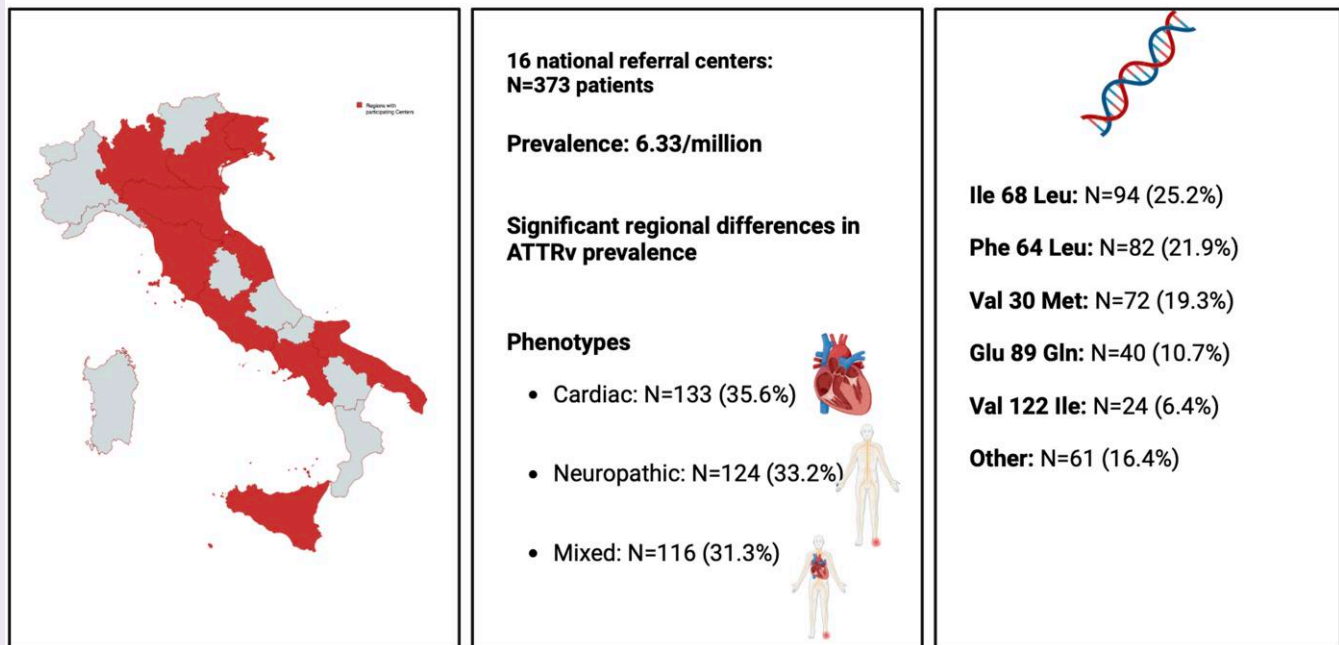 Regions with
participating Centers
16 national referral centers:
N=373 patients
Prevalence: 6.33/million
Significant regional differences in
ATTRv prevalence
Phenotypes
• Cardiac: N=133 (35.6%)
• Neuropathic: N=124 (33.2%)
• Mixed: N=116 (31.3%)
Ile 68 Leu: N=94 (25.2%)
Phe 64 Leu: N=82 (21.9%)
Val 30 Met: N=72 (19.3%)
Glu 89 Gln: N=40 (10.7%)
Val 122 Ile: N=24 (6.4%)
Other: N=61 (16.4%)